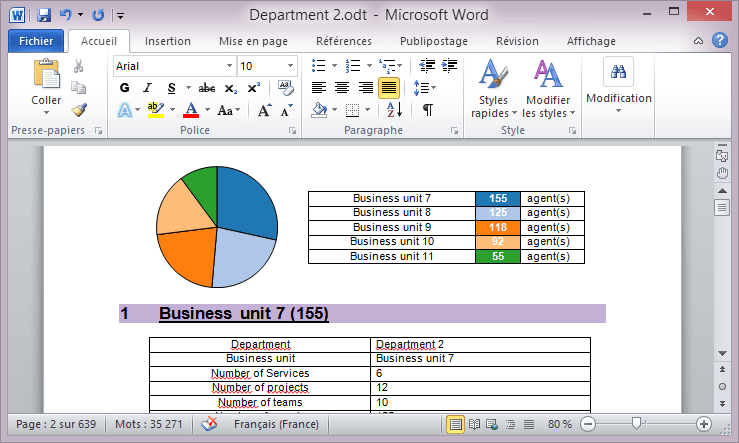 Department 2.odt - Microsoft Word
Fichier Accueil Insertion Mise en page Références Publipostage Révision Affichage
Arial 10
Coller
G I S abc x₂ x² Aa
Styles rapides Modifier les styles Modification
Presse-papiers Police Paragraphe Style
Business unit 7 155 agent(s)
Business unit 8 125 agent(s)
Business unit 9 118 agent(s)
Business unit 10 92 agent(s)
Business unit 11 55 agent(s)
1 Business unit 7 (155)
Department Department 2
Business unit Business unit 7
Number of Services 6
Number of projects 12
Number of teams 10
Page : 2 sur 639 Mots : 35 271 Français (France) 80 %